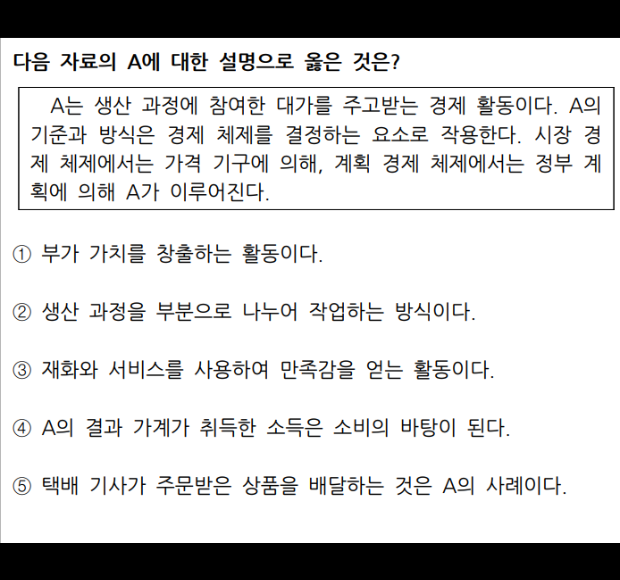 다음 자료의 A에 대한 설명으로 옳은 것은?
A는 생산 과정에 참여한 대가를 주고받는 경제 활동이다. A의
기준과 방식은 경제 체제를 결정하는 요소로 작용한다. 시장 경
제 체제에서는 가격 기구에 의해, 계획 경제 체제에서는 정부 계
획에 의해 A가 이루어진다.
① 부가 가치를 창출하는 활동이다.
② 생산 과정을 부분으로 나누어 작업하는 방식이다.
③ 재화와 서비스를 사용하여 만족감을 얻는 활동이다.
④ A의 결과 가계가 취득한 소득은 소비의 바탕이 된다.
⑤ 택배 기사가 주문받은 상품을 배달하는 것은 A의 사례이다.